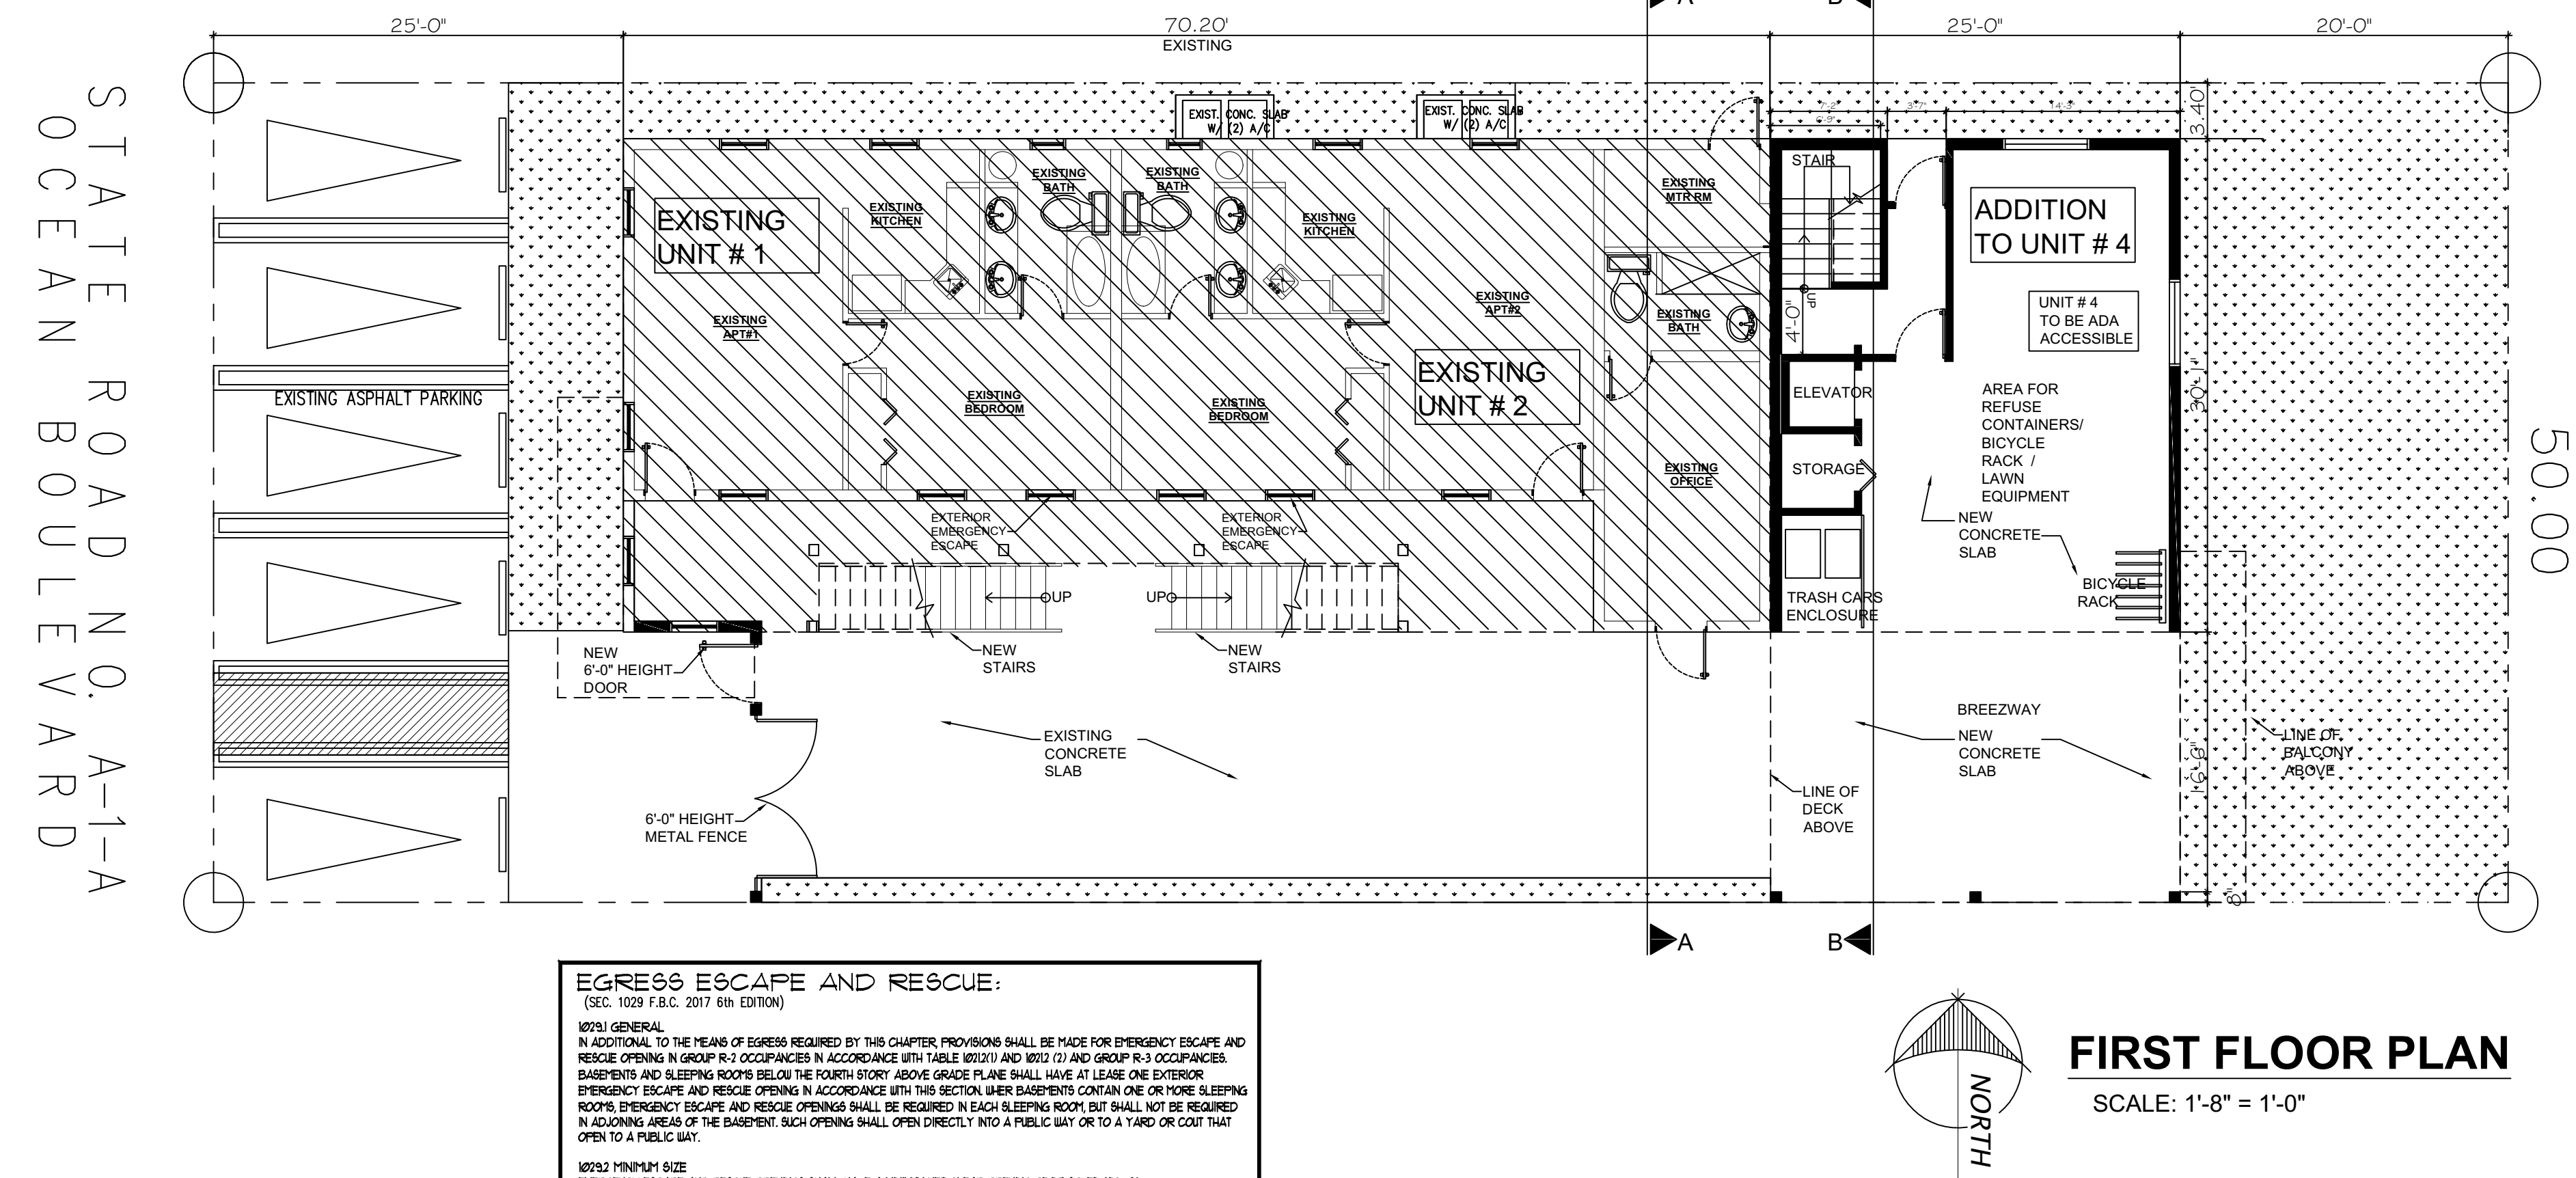 A
B
25'-0"
70.20'
EXISTING
25'-0"
20'-0"
STATE ROAD NO. A-1-A
OCEAN BOULEVARD
EXIST. CONC. SLAB
W/ (2) A/C
EXIST. CONC. SLAB
W/ (2) A/C
7'-2"
3'-7"
14'-3"
6'-9"
3.40'
EXISTING
UNIT # 1
EXISTING
KITCHEN
EXISTING
BATH
EXISTING
BATH
EXISTING
KITCHEN
EXISTING
MTR RM
STAIR
ADDITION
TO UNIT # 4
EXISTING
APT#1
EXISTING
APT#2
EXISTING
BATH
UP
4'-0"
UNIT # 4
TO BE ADA
ACCESSIBLE
EXISTING ASPHALT PARKING
EXISTING
BEDROOM
EXISTING
BEDROOM
EXISTING
UNIT # 2
ELEVATOR
AREA FOR
REFUSE
CONTAINERS/
BICYCLE
RACK /
LAWN
EQUIPMENT
30'-1"
50.00
EXISTING
OFFICE
STORAGE
EXTERIOR
EMERGENCY
ESCAPE
EXTERIOR
EMERGENCY
ESCAPE
NEW
CONCRETE
SLAB
UP
UP
TRASH CARS
ENCLOSURE
BICYCLE
RACK
NEW
6'-0" HEIGHT
DOOR
NEW
STAIRS
NEW
STAIRS
EXISTING
CONCRETE
SLAB
BREEZWAY
NEW
CONCRETE
SLAB
LINE OF
BALCONY
ABOVE
16'-6"
LINE OF
DECK
ABOVE
6'-0" HEIGHT
METAL FENCE
8"
A
B
EGRESS ESCAPE AND RESCUE:
(SEC. 1029 F.B.C. 2017 6th EDITION)
1029.1 GENERAL
IN ADDITIONAL TO THE MEANS OF EGRESS REQUIRED BY THIS CHAPTER, PROVISIONS SHALL BE MADE FOR EMERGENCY ESCAPE AND
RESCUE OPENING IN GROUP R-2 OCCUPANCIES IN ACCORDANCE WITH TABLE 1021.2(1) AND 1021.2 (2) AND GROUP R-3 OCCUPANCIES.
BASEMENTS AND SLEEPING ROOMS BELOW THE FOURTH STORY ABOVE GRADE PLANE SHALL HAVE AT LEASE ONE EXTERIOR
EMERGENCY ESCAPE AND RESCUE OPENING IN ACCORDANCE WITH THIS SECTION. WHER BASEMENTS CONTAIN ONE OR MORE SLEEPING
ROOMS, EMERGENCY ESCAPE AND RESCUE OPENINGS SHALL BE REQUIRED IN EACH SLEEPING ROOM, BUT SHALL NOT BE REQUIRED
IN ADJOINING AREAS OF THE BASEMENT. SUCH OPENING SHALL OPEN DIRECTLY INTO A PUBLIC WAY OR TO A YARD OR COUT THAT
OPEN TO A PUBLIC WAY.
1029.2 MINIMUM SIZE
NORTH
FIRST FLOOR PLAN
SCALE: 1'-8" = 1'-0"